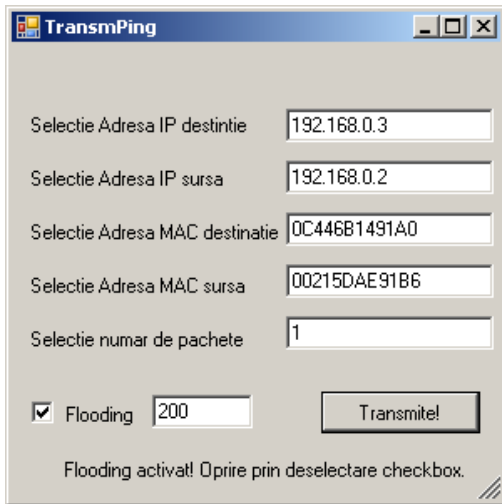 TransmPing
Selectie Adresa IP destintie 192.168.0.3
Selectie Adresa IP sursa 192.168.0.2
Selectie Adresa MAC destinatie 0C446B1491A0
Selectie Adresa MAC sursa 00215DAE91B6
Selectie numar de pachete 1
Flooding 200 Transmite!
Flooding activat! Oprire prin deselectare checkbox.